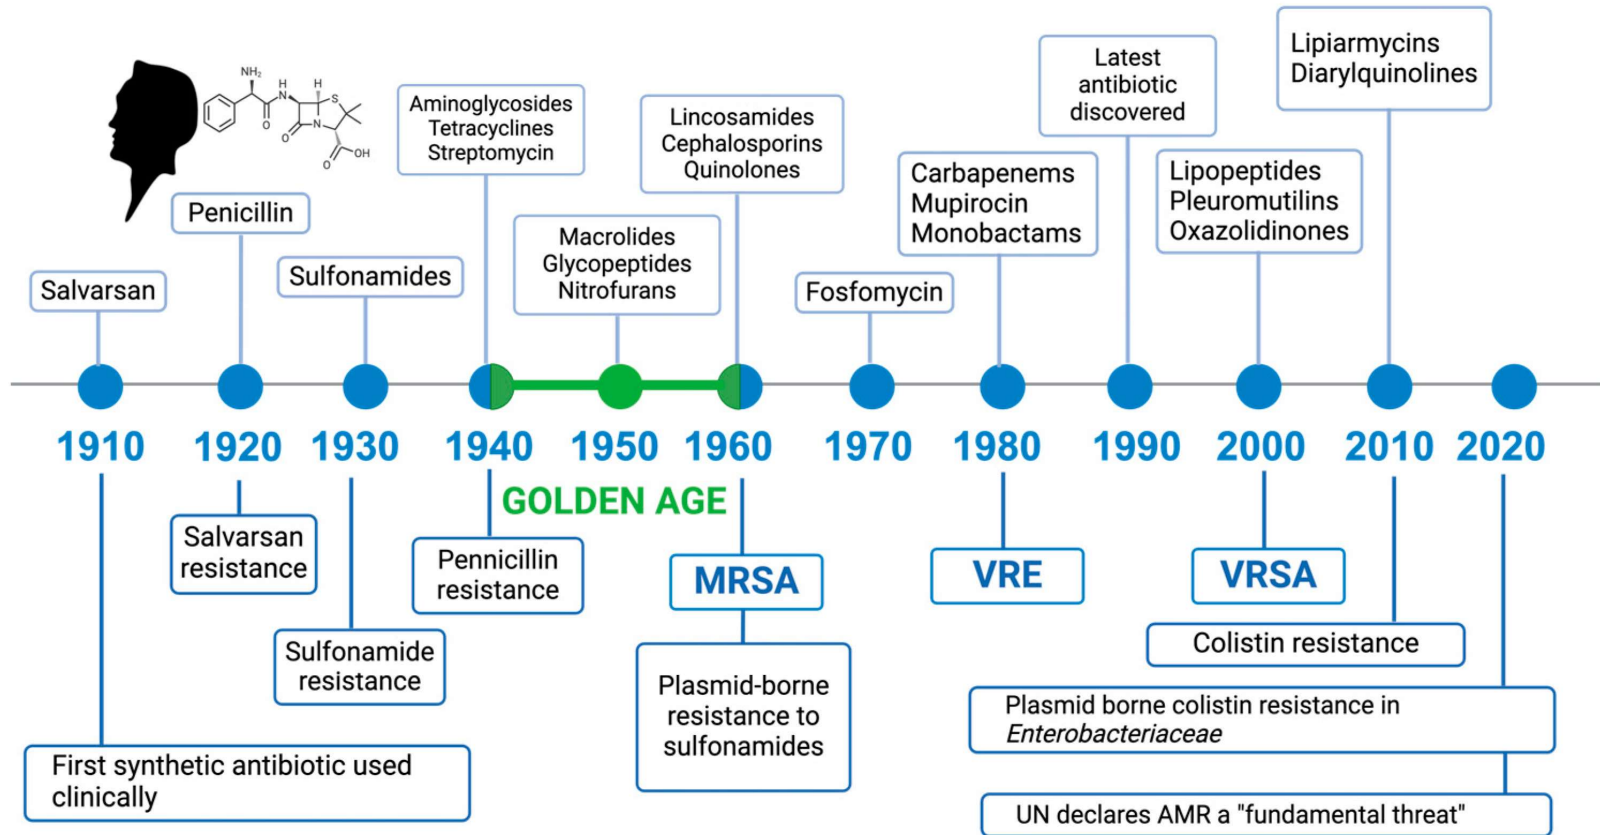 NH₂
H
N
H
S
O
O
N
O
OH
Salvarsan
Penicillin
Sulfonamides
Aminoglycosides
Tetracyclines
Streptomycin
Macrolides
Glycopeptides
Nitrofurans
Lincosamides
Cephalosporins
Quinolones
Fosfomycin
Carbapenems
Mupirocin
Monobactams
Latest
antibiotic
discovered
Lipopeptides
Pleuromutilins
Oxazolidinones
Lipiarmycins
Diarylquinolines
1910 1920 1930 1940 1950 1960 1970 1980 1990 2000 2010 2020
GOLDEN AGE
First synthetic antibiotic used
clinically
Salvarsan
resistance
Sulfonamide
resistance
Pennicillin
resistance
MRSA
Plasmid-borne
resistance to
sulfonamides
VRE
VRSA
Colistin resistance
Plasmid borne colistin resistance in
Enterobacteriaceae
UN declares AMR a "fundamental threat"